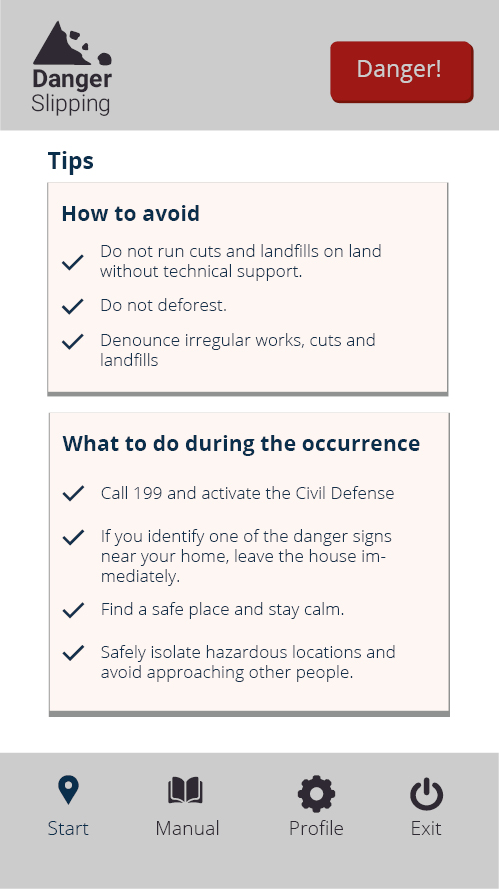 Danger
Slipping
Danger!
Tips
How to avoid
Do not run cuts and landfills on land
without technical support.
Do not deforest.
Denounce irregular works, cuts and
landfills
What to do during the occurrence
Call 199 and activate the Civil Defense
If you identify one of the danger signs
near your home, leave the house im-
mediately.
Find a safe place and stay calm.
Safely isolate hazardous locations and
avoid approaching other people.
Start
Manual
Profile
Exit